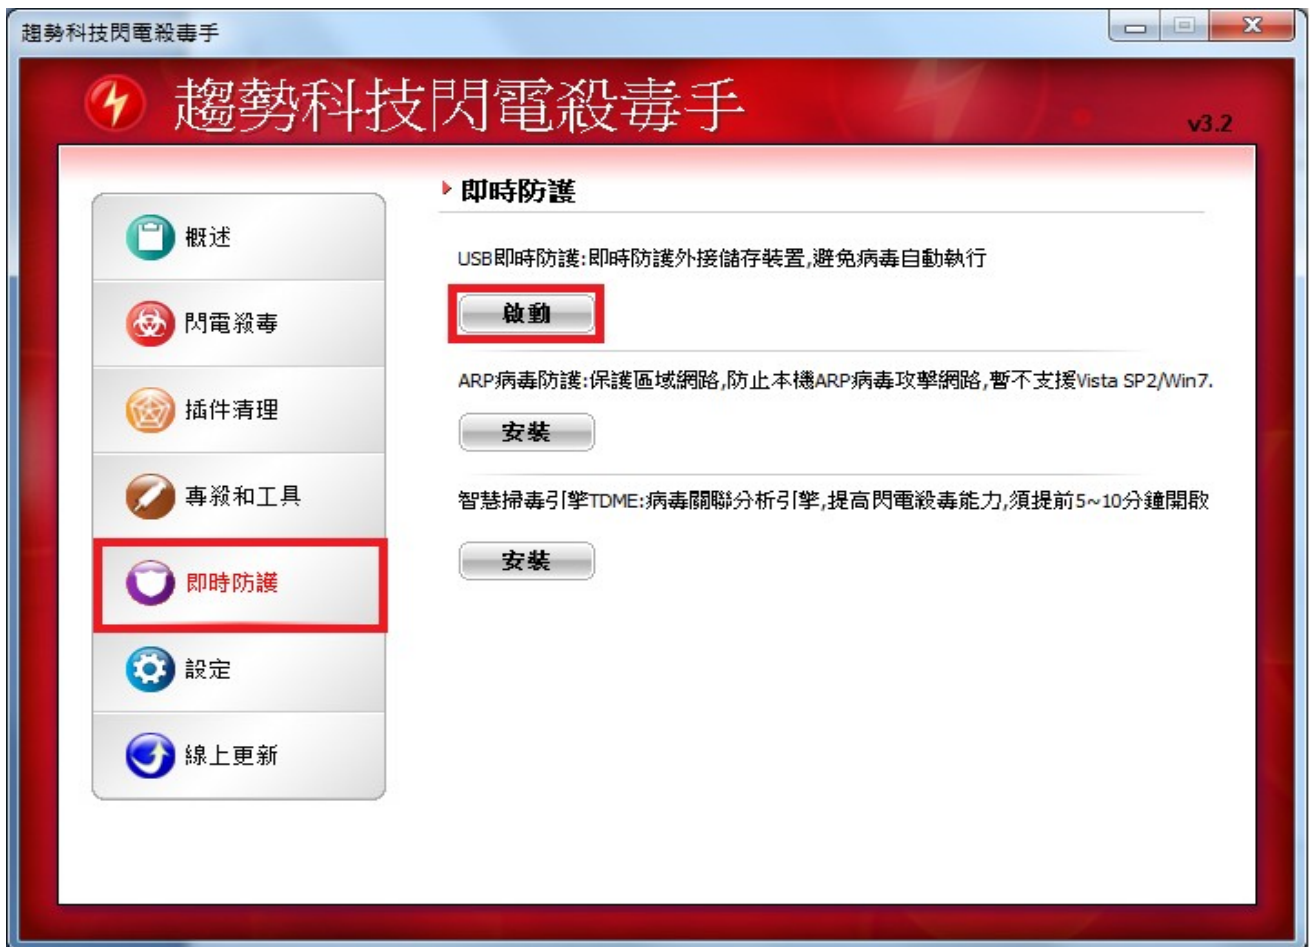 趨勢科技閃電殺毒手
趨勢科技閃電殺毒手
v3.2
概述
閃電殺毒
插件清理
專殺和工具
即時防護
設定
線上更新
即時防護
USB即時防護:即時防護外接儲存裝置,避免病毒自動執行
啟動
ARP病毒防護:保護區域網路,防止本機ARP病毒攻擊網路,暫不支援Vista SP2/Win7.
安裝
智慧掃毒引擎TDME:病毒關聯分析引擎,提高閃電殺毒能力,須提前5~10分鐘開啟
安裝